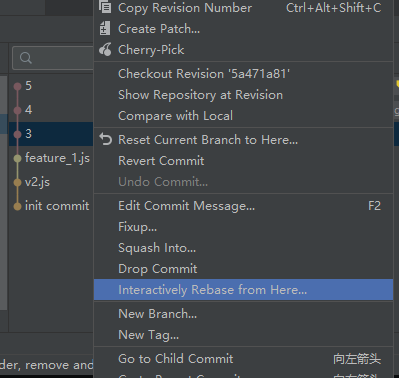 Copy Revision Number Ctrl+Alt+Shift+C
Create Patch...
Cherry-Pick
Checkout Revision '5a471a81'
Show Repository at Revision
Compare with Local
Reset Current Branch to Here...
Revert Commit
Undo Commit...
Edit Commit Message... F2
Fixup...
Squash Into...
Drop Commit
Interactively Rebase from Here...
New Branch...
New Tag...
Go to Child Commit 向左箭头
5
4
3
feature_1.js
v2.js
init commit
der, remove and